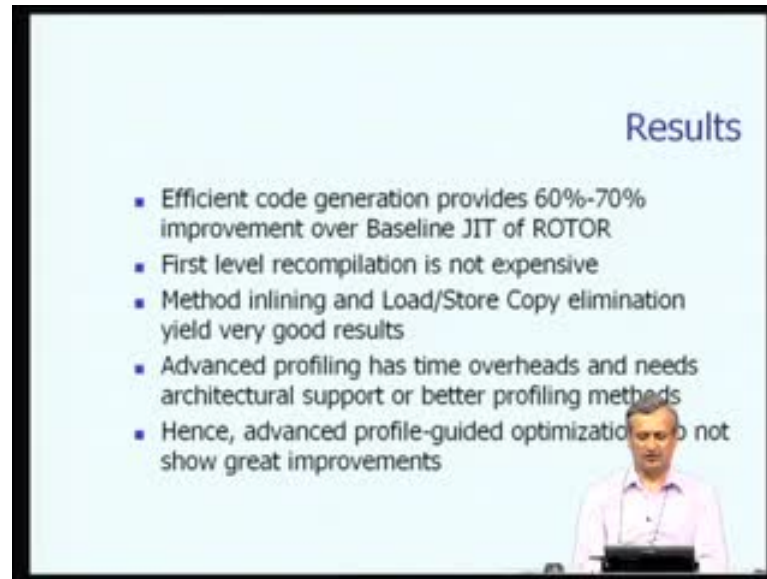 Results
Efficient code generation provides 60%-70%
improvement over Baseline JIT of ROTOR
First level recompilation is not expensive
Method inlining and Load/Store Copy elimination
yield very good results
Advanced profiling has time overheads and needs
architectural support or better profiling methods
Hence, advanced profile-guided not
show great improvements